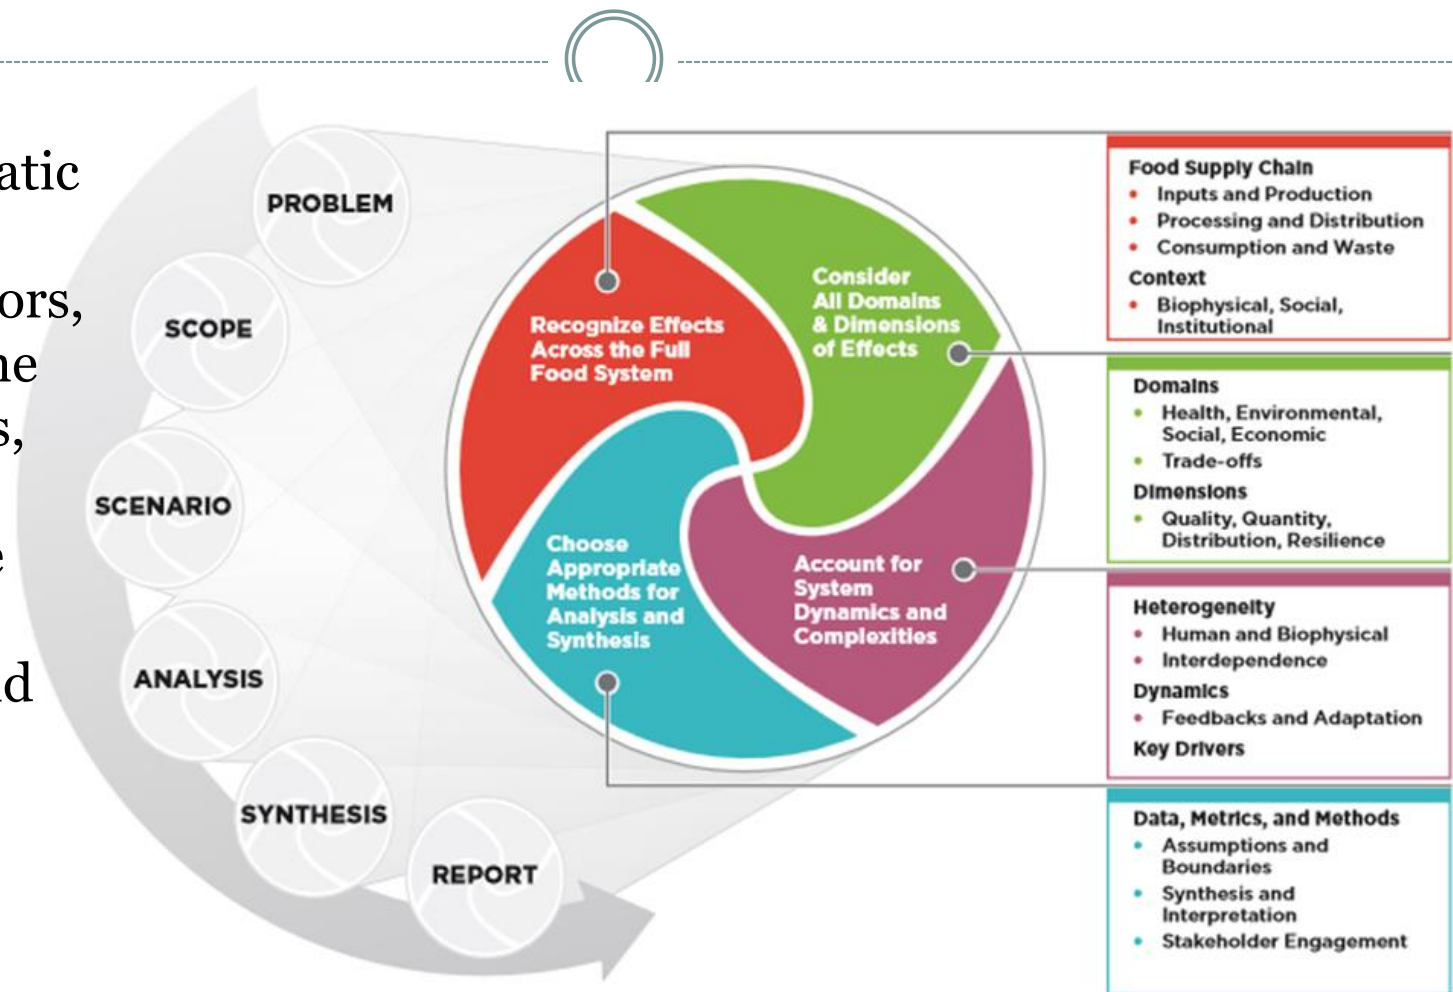 atic
ors,
ne
s,
e
nd
PROBLEM
SCOPE
SCENARIO
ANALYSIS
SYNTHESIS
REPORT
Recognize Effects
Across the Full
Food System
Consider
All Domains
& Dimensions
of Effects
Choose
Appropriate
Methods for
Analysis and
Synthesis
Account for
System
Dynamics and
Complexities
Food Supply Chain
• Inputs and Production
• Processing and Distribution
• Consumption and Waste
Context
• Biophysical, Social,
Institutional
Domains
• Health, Environmental,
Social, Economic
• Trade-offs
Dimensions
• Quality, Quantity,
Distribution, Resilience
Heterogeneity
• Human and Biophysical
• Interdependence
Dynamics
• Feedbacks and Adaptation
Key Drivers
Data, Metrics, and Methods
• Assumptions and
Boundaries
• Synthesis and
Interpretation
• Stakeholder Engagement